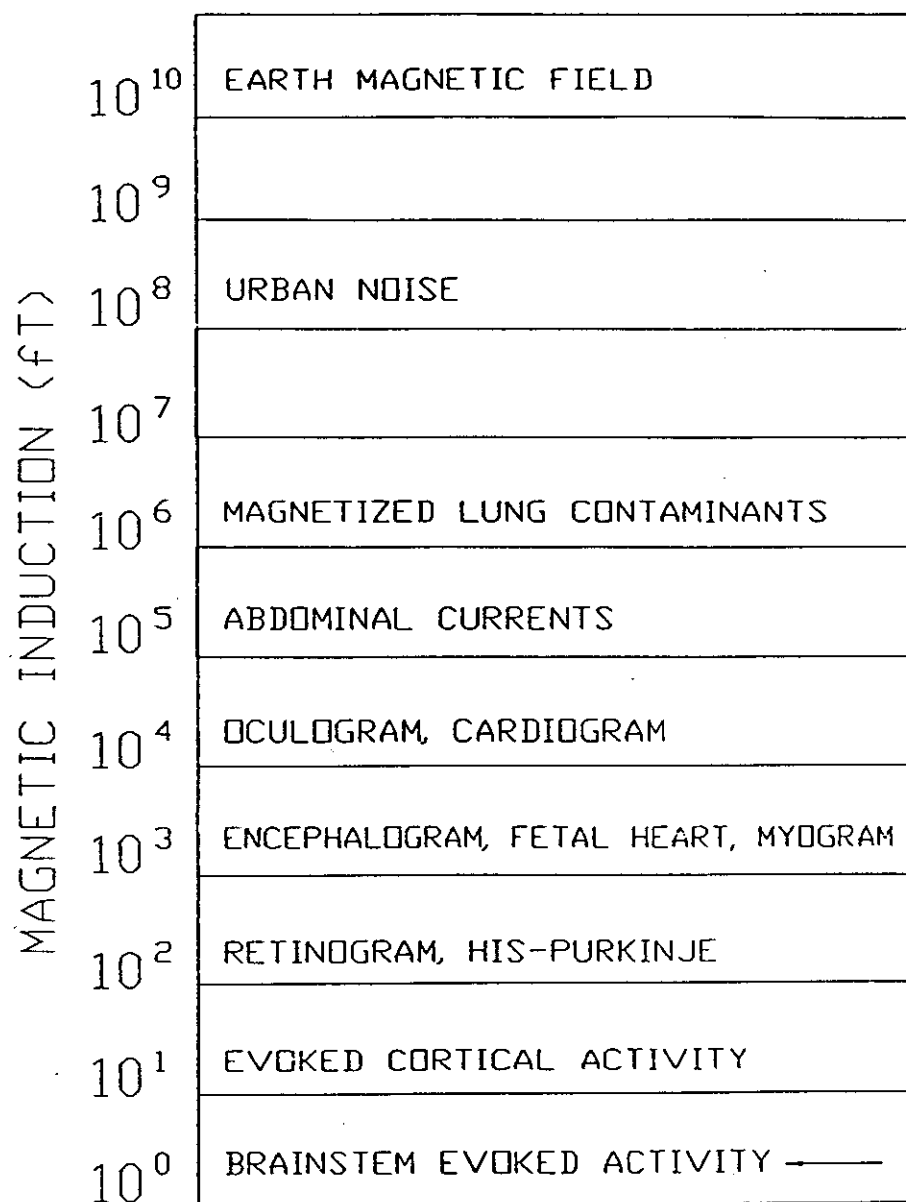 10^10 EARTH MAGNETIC FIELD
10^9
10^8 URBAN NOISE
10^7
10^6 MAGNETIZED LUNG CONTAMINANTS
10^5 ABDOMINAL CURRENTS
10^4 OCULOGRAM, CARDIOGRAM
10^3 ENCEPHALOGRAM, FETAL HEART, MYOGRAM
10^2 RETINOGRAM, HIS-PURKINJE
10^1 EVOKED CORTICAL ACTIVITY
10^0 BRAINSTEM EVOKED ACTIVITY
MAGNETIC INDUCTION (fT)